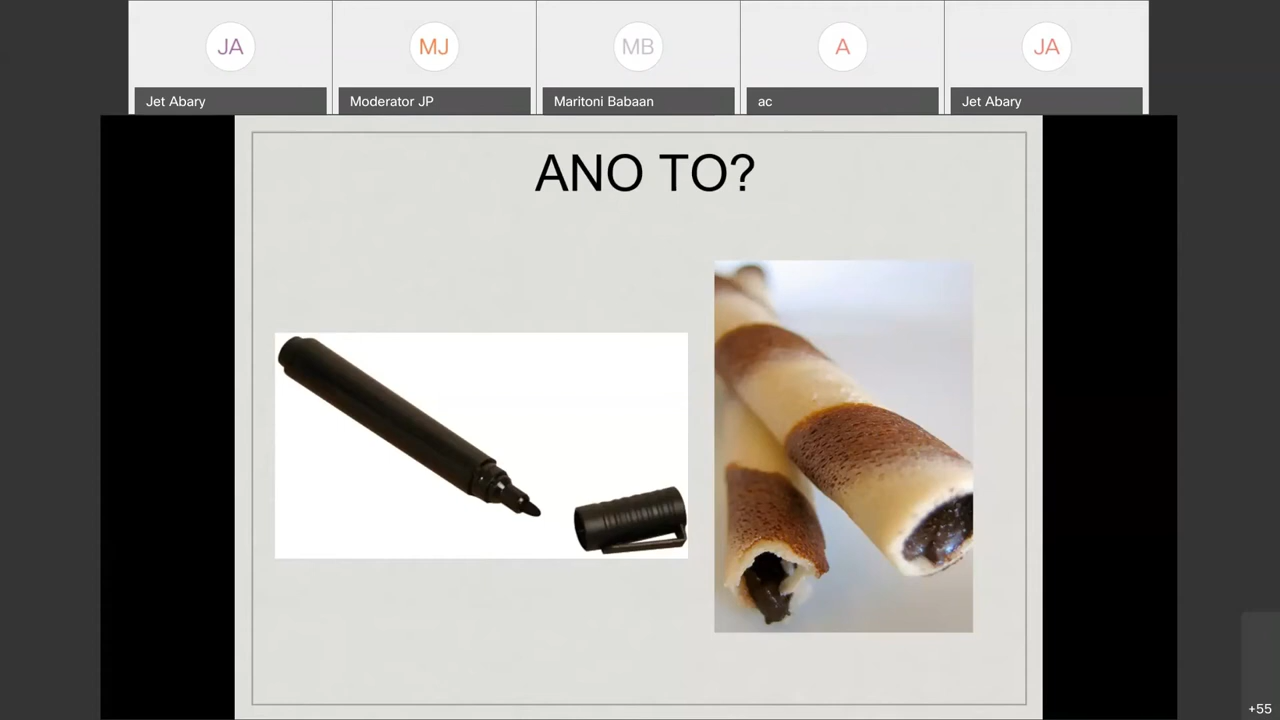 JA
MJ
MB
A
JA
Jet Abary
Moderator JP
Maritoni Babaan
ac
Jet Abary
ANO TO?
+55